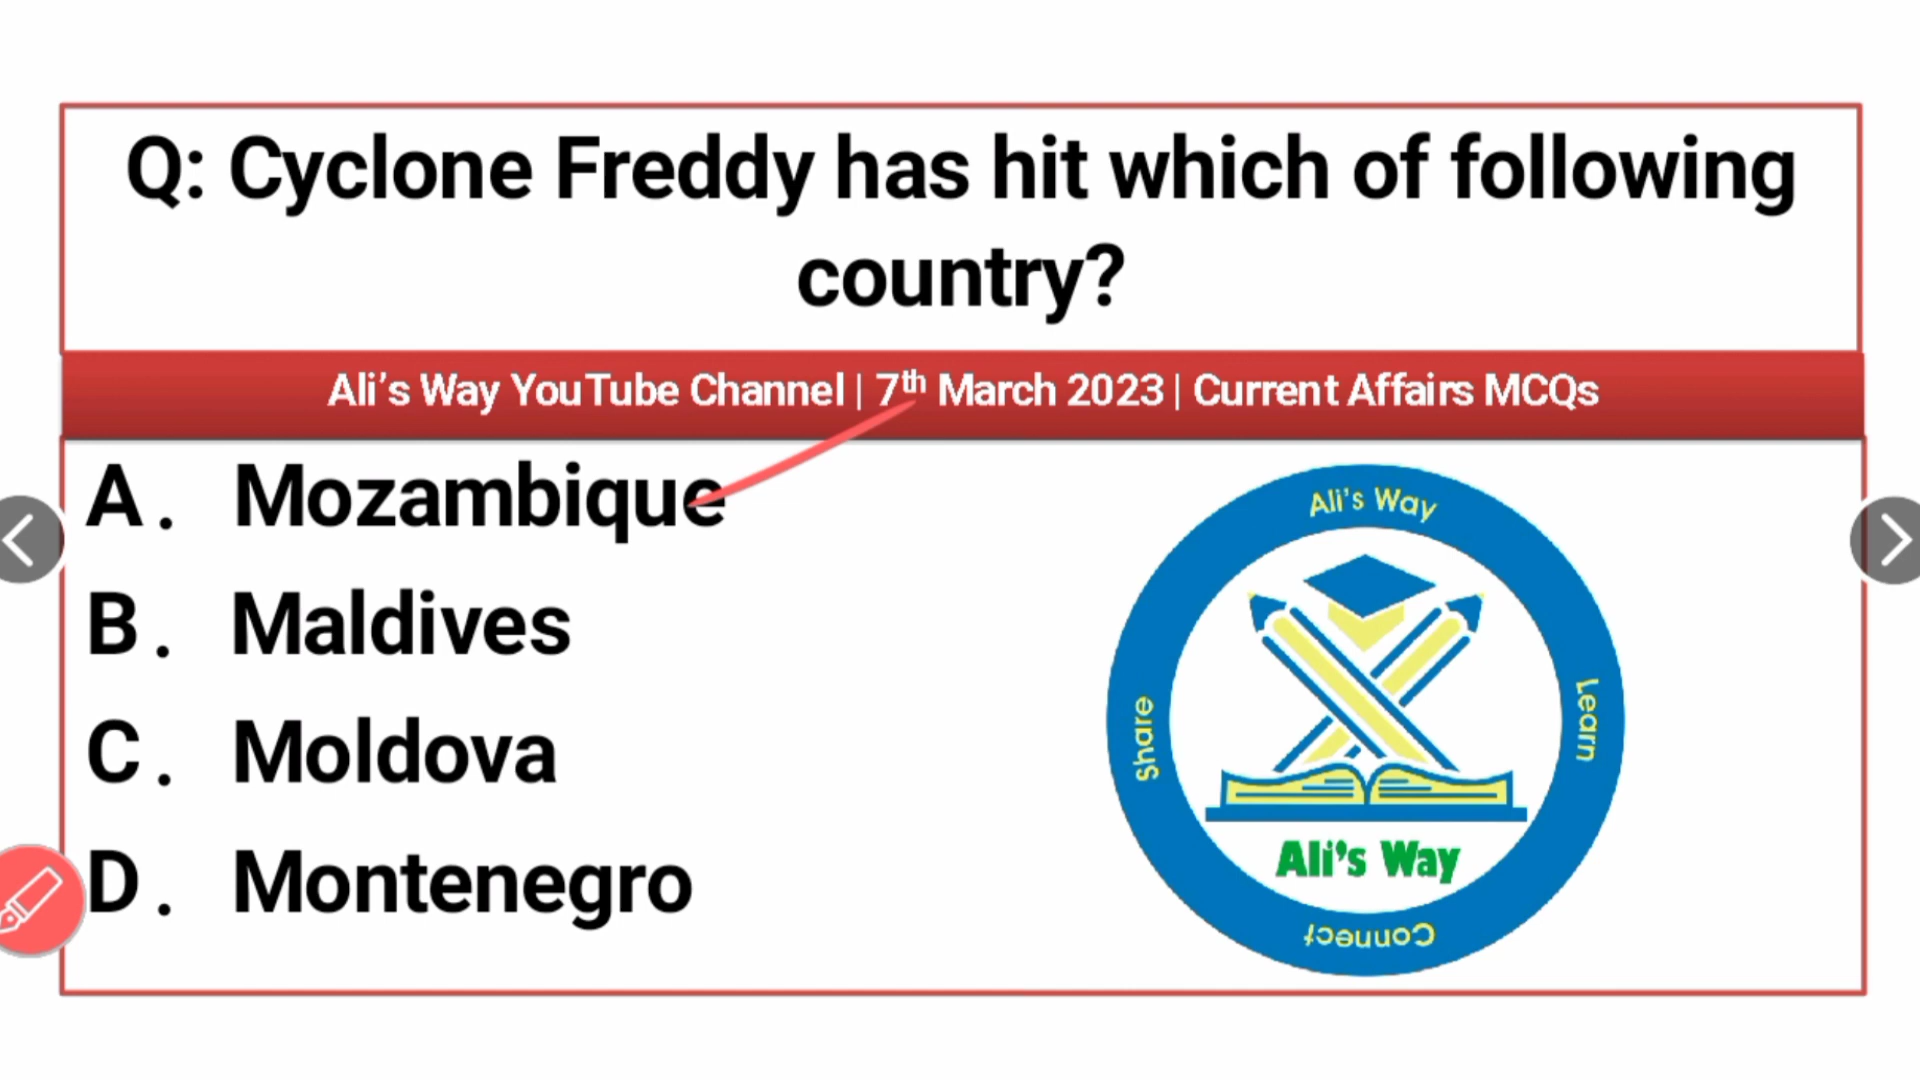 Q: Cyclone Freddy has hit which of following
country?
Ali's Way YouTube Channel | 7th March 2023 | Current Affairs MCQs
A. Mozambique
B. Maldives
C. Moldova
D. Montenegro
Ali's Way
Learn
Share
Ali's Way
Connect